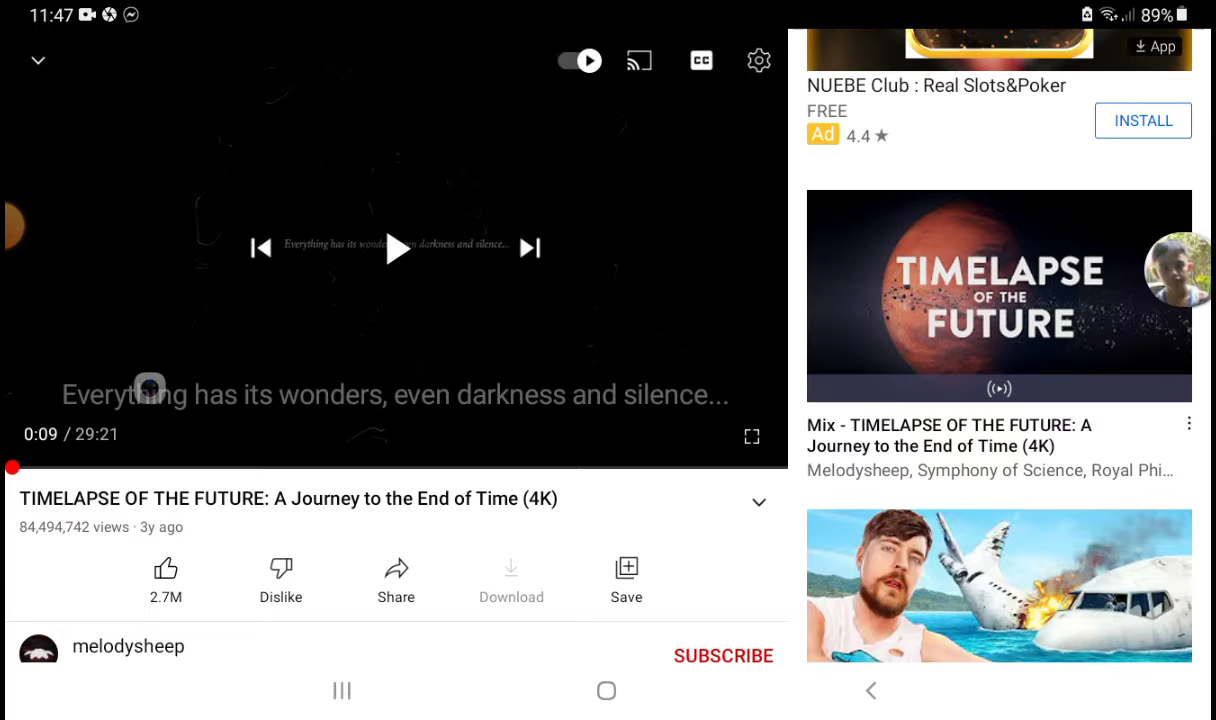 11:47
89%
CC
Everything has its wonders, even darkness and silence...
Everything has its wonders, even darkness and silence...
0:09 / 29:21
TIMELAPSE OF THE FUTURE: A Journey to the End of Time (4K)
84,494,742 views · 3y ago
2.7M
Dislike
Share
Download
Save
melodysheep
SUBSCRIBE
App
NUEBE Club : Real Slots&Poker
FREE
INSTALL
Ad 4.4 ★
TIMELAPSE
OF THE
FUTURE
Mix - TIMELAPSE OF THE FUTURE: A
Journey to the End of Time (4K)
Melodysheep, Symphony of Science, Royal Phi...